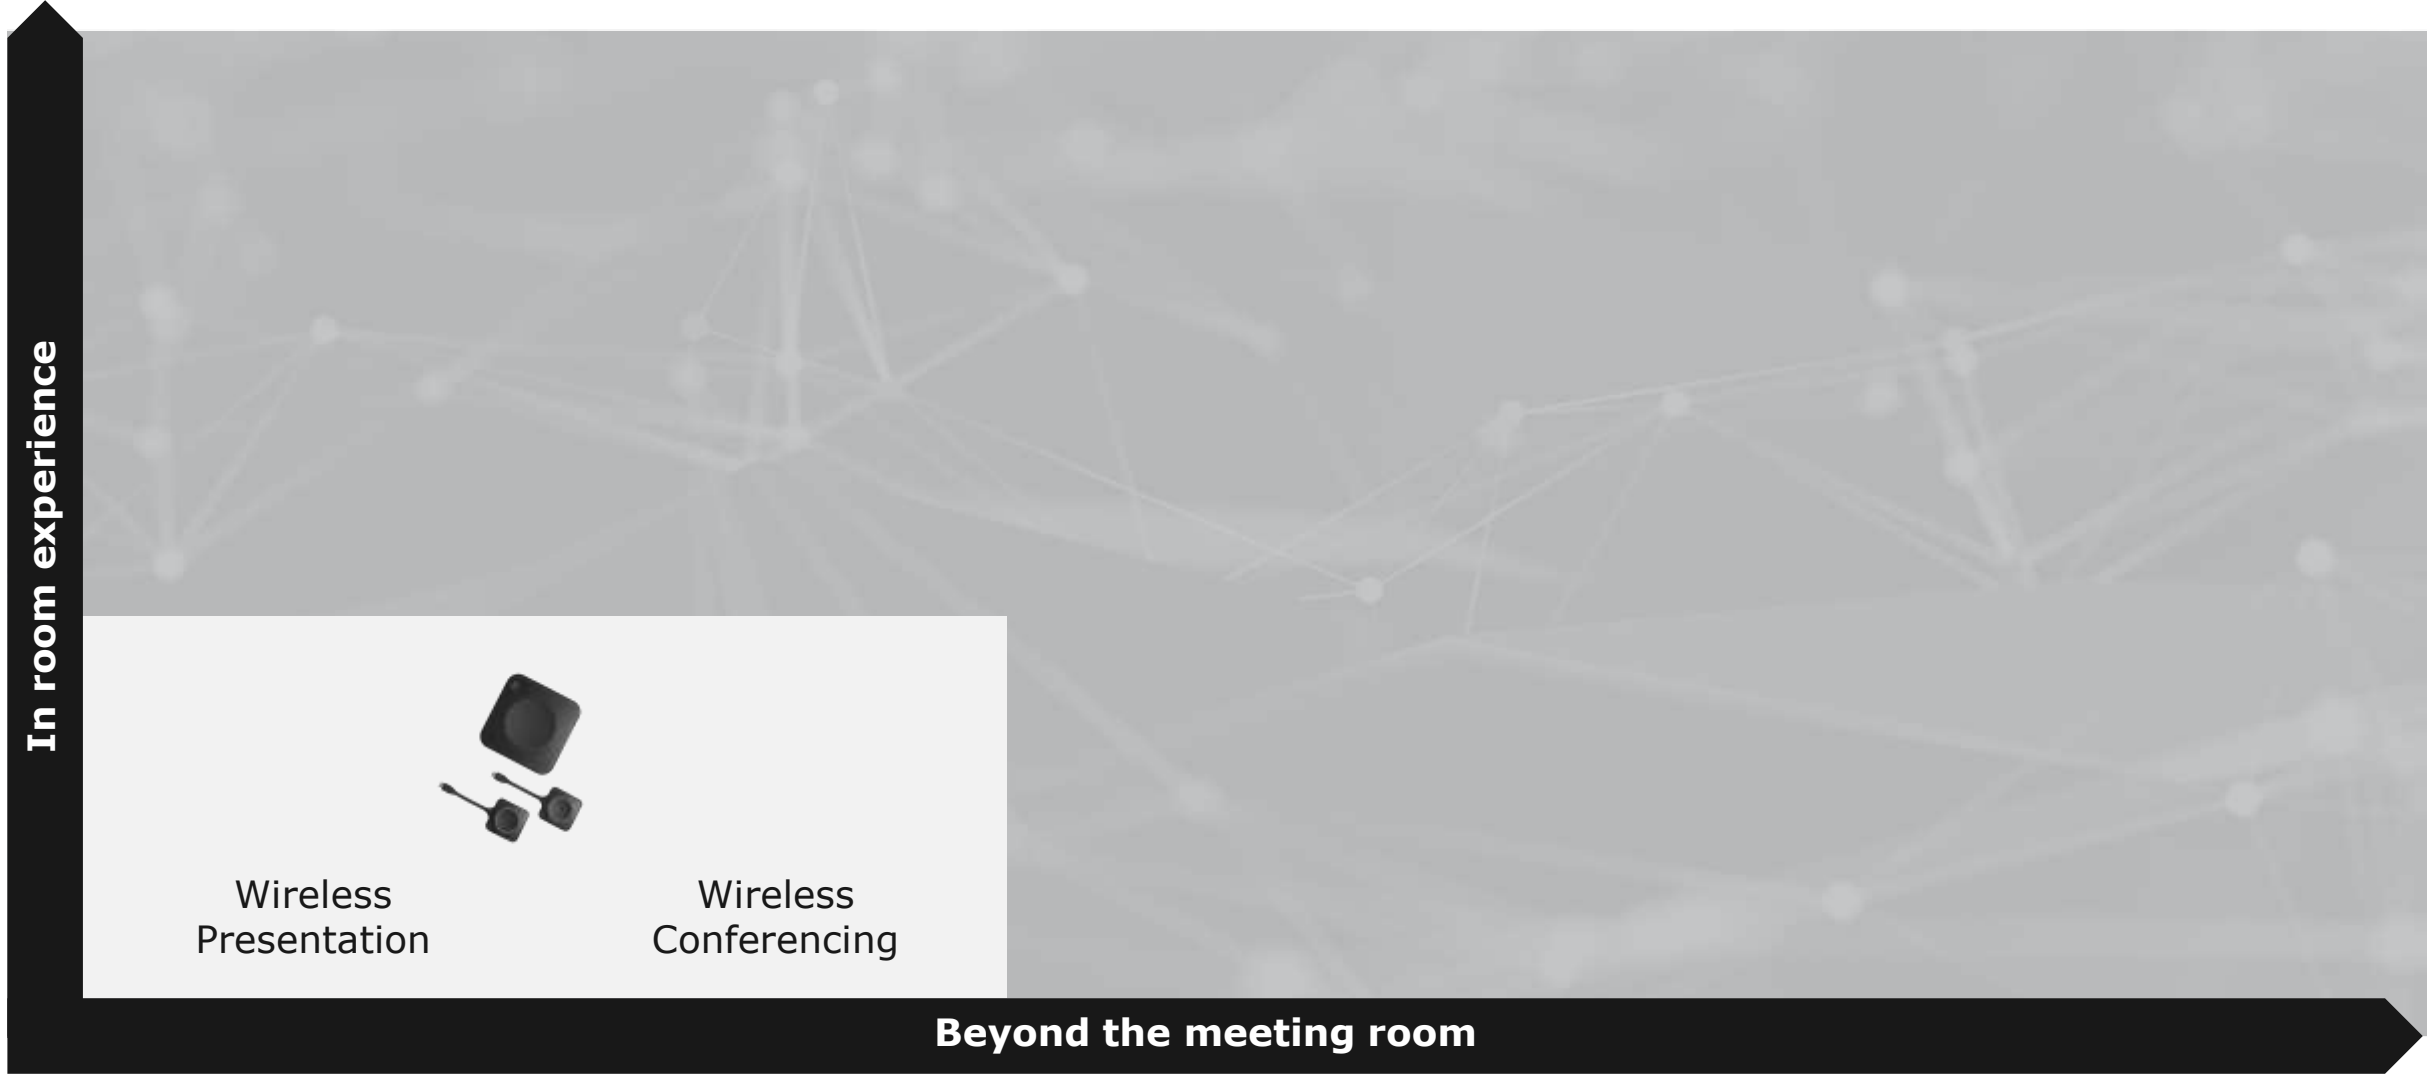 In room experience
Wireless
Presentation
Wireless
Conferencing
Beyond the meeting room